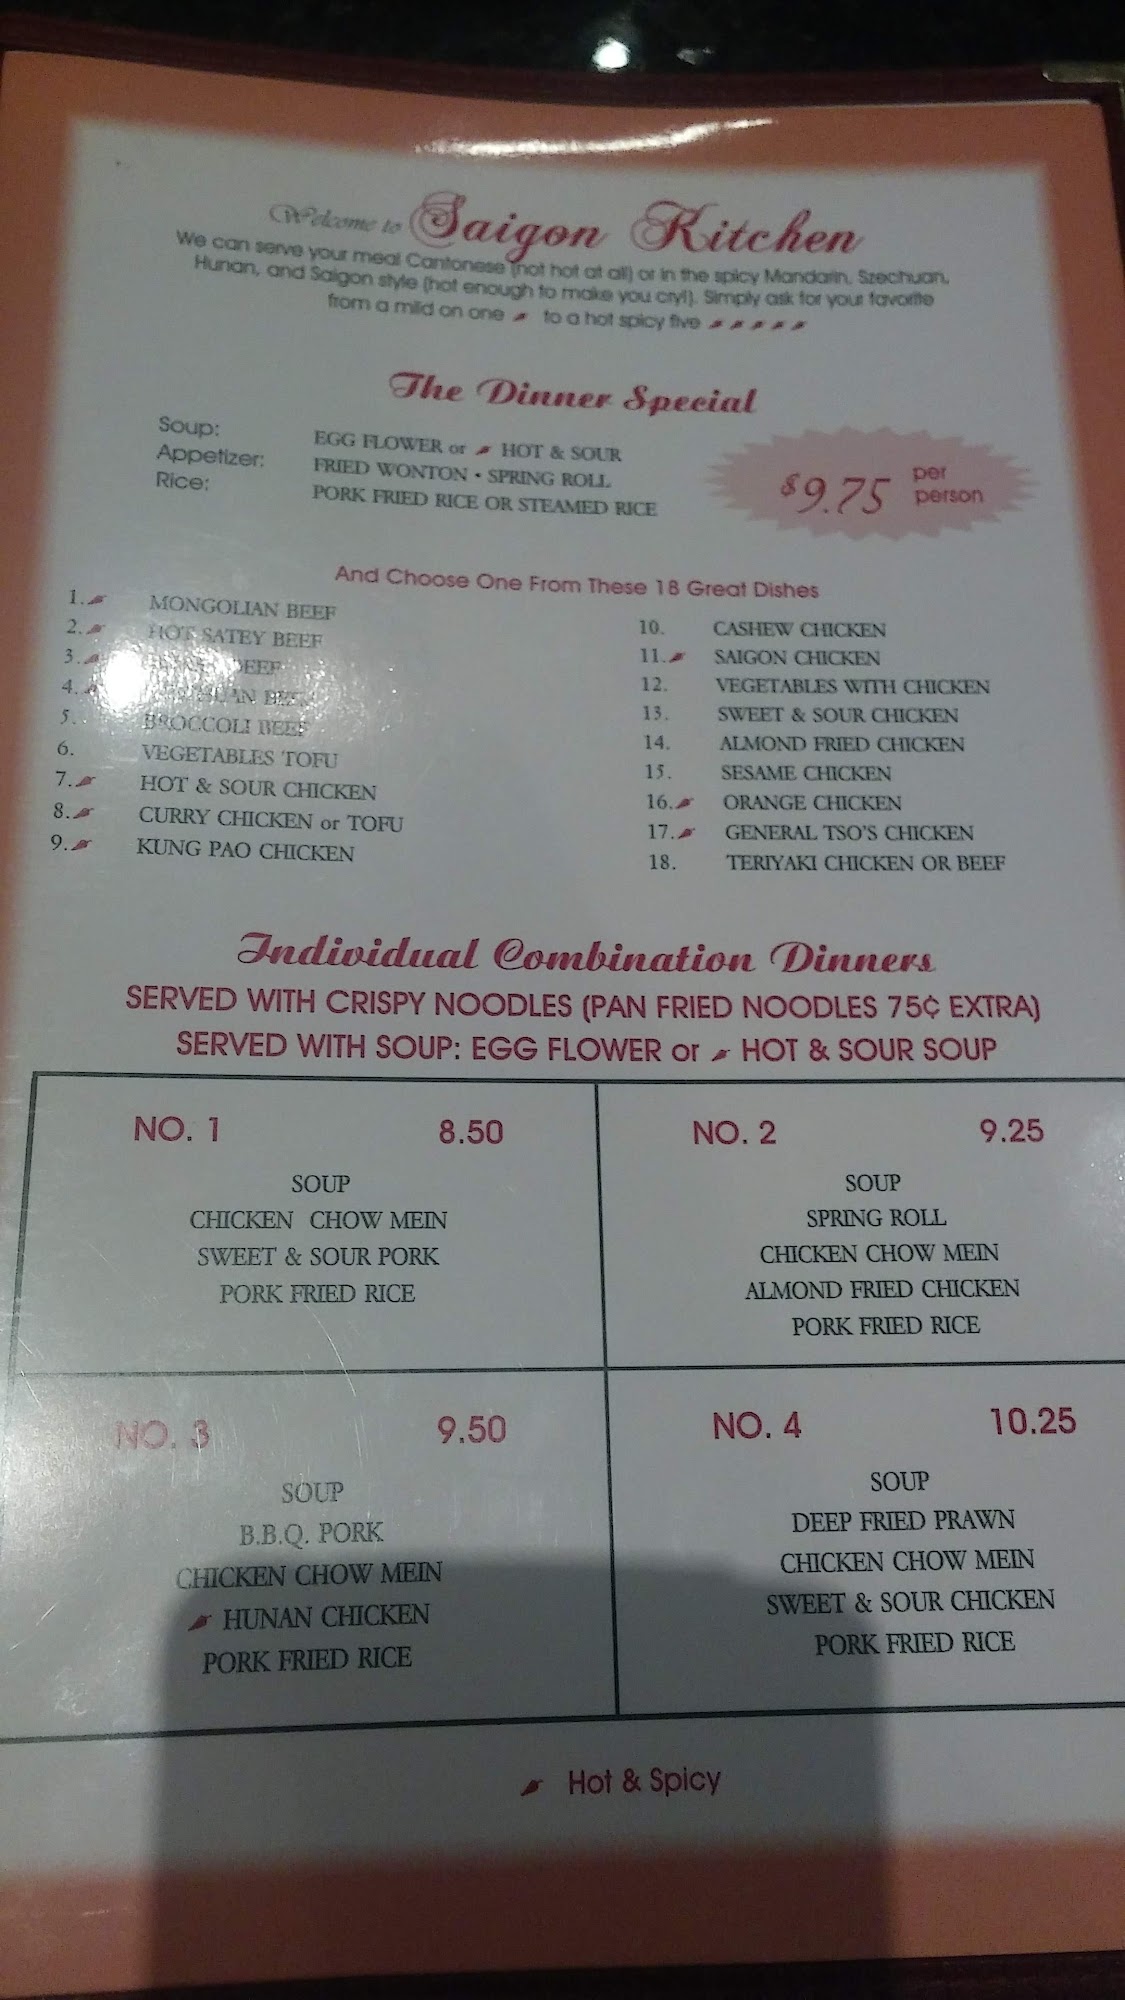 Welcome to Saigon Kitchen
We can serve your meal Cantonese (not hot at all) or in the spicy Mandarin, Szechuan,
Hunan, and Saigon style (hot enough to make you cry!). Simply ask for your favorite
from a mild on one to a hot spicy five
The Dinner Special
Soup: EGG FLOWER or HOT & SOUR
Appetizer: FRIED WONTON • SPRING ROLL
Rice: PORK FRIED RICE OR STEAMED RICE
$9.75 per person
And Choose One From These 18 Great Dishes
1. MONGOLIAN BEEF
2. HOT SATEY BEEF
3. BEEF
4. BEEF
5. BROCCOLI BEEF
6. VEGETABLES TOFU
7. HOT & SOUR CHICKEN
8. CURRY CHICKEN or TOFU
9. KUNG PAO CHICKEN
10. CASHEW CHICKEN
11. SAIGON CHICKEN
12. VEGETABLES WITH CHICKEN
13. SWEET & SOUR CHICKEN
14. ALMOND FRIED CHICKEN
15. SESAME CHICKEN
16. ORANGE CHICKEN
17. GENERAL TSO'S CHICKEN
18. TERIYAKI CHICKEN OR BEEF
Individual Combination Dinners
SERVED WITH CRISPY NOODLES (PAN FRIED NOODLES 75¢ EXTRA)
SERVED WITH SOUP: EGG FLOWER or HOT & SOUR SOUP
NO. 1 8.50
SOUP
CHICKEN CHOW MEIN
SWEET & SOUR PORK
PORK FRIED RICE
NO. 2 9.25
SOUP
SPRING ROLL
CHICKEN CHOW MEIN
ALMOND FRIED CHICKEN
PORK FRIED RICE
NO. 3 9.50
SOUP
B.B.Q. PORK
CHICKEN CHOW MEIN
HUNAN CHICKEN
PORK FRIED RICE
NO. 4 10.25
SOUP
DEEP FRIED PRAWN
CHICKEN CHOW MEIN
SWEET & SOUR CHICKEN
PORK FRIED RICE
Hot & Spicy